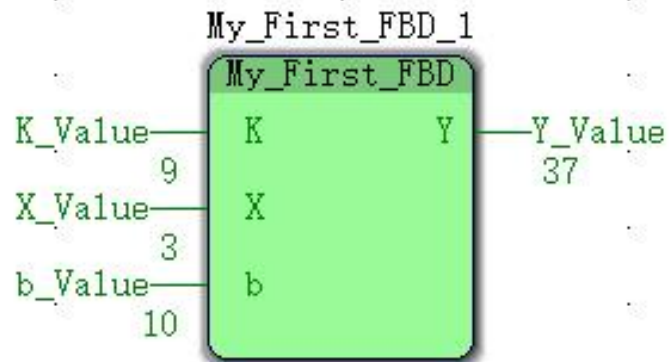 My_First_FBD_1
My_First_FBD
K_Value K Y Y_Value
9 37
X_Value X
3
b_Value b
10